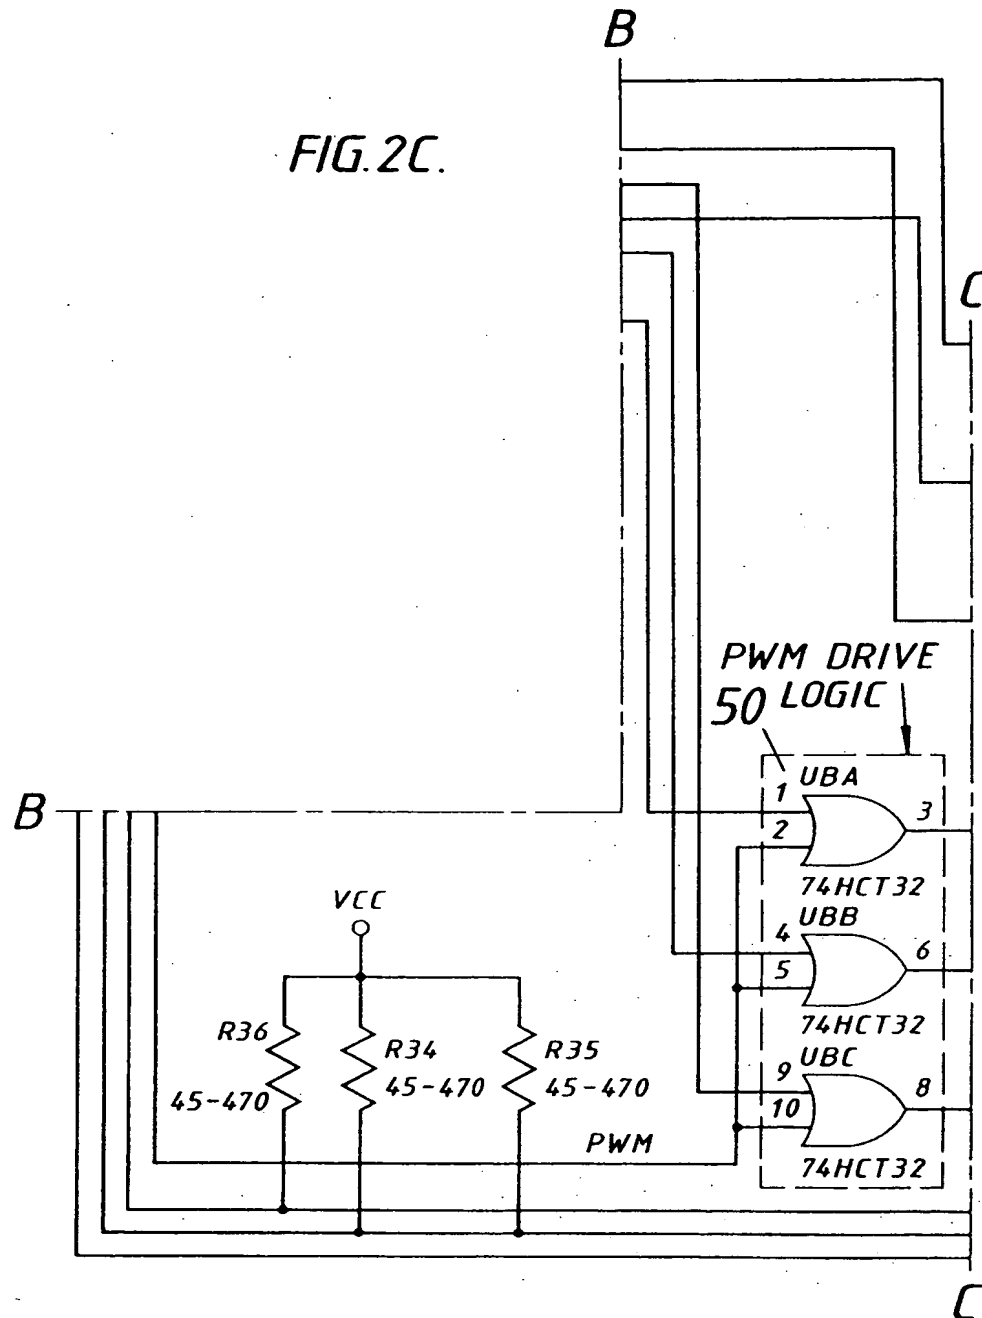 B
FIG.2C.
C
PWM DRIVE
LOGIC
50
UBA
1
2
3
74HCT32
B
VCC
UBB
4
5
6
74HCT32
R36
45-470
R34
45-470
R35
45-470
UBC
9
10
8
74HCT32
PWM
C